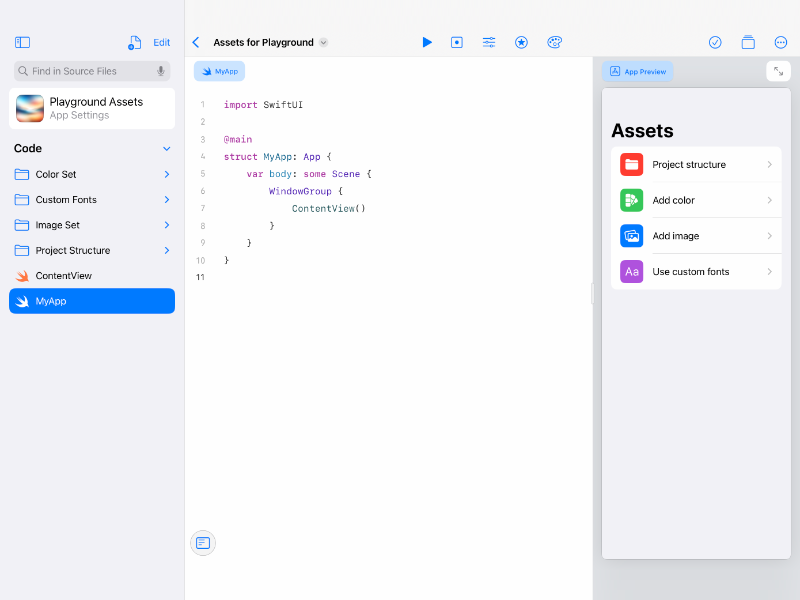 Edit
Assets for Playground
Find in Source Files
Playground Assets
App Settings
Code
Color Set
Custom Fonts
Image Set
Project Structure
ContentView
MyApp
MyApp
1 import SwiftUI
2
3 @main
4 struct MyApp: App {
5 var body: some Scene {
6 WindowGroup {
7 ContentView()
8 }
9 }
10 }
11
App Preview
Assets
Project structure
Add color
Add image
Aa Use custom fonts